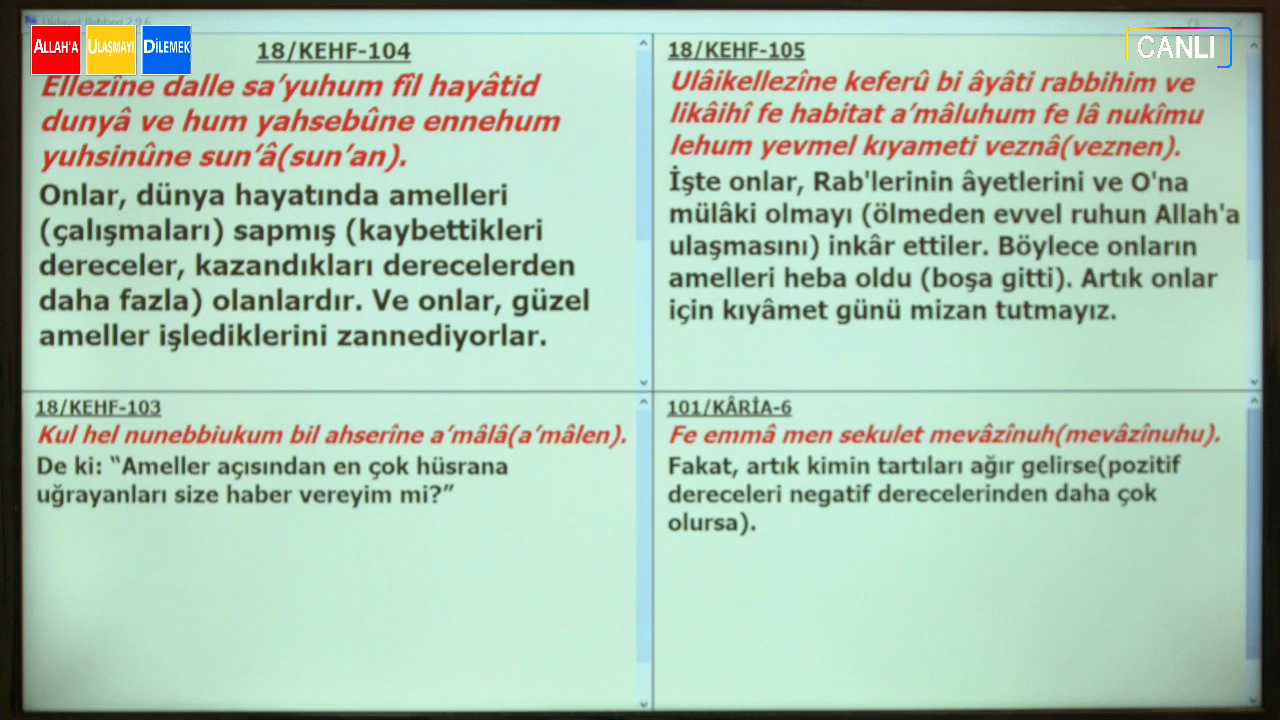 Hidayet Rehberi 2.9.6
ALLAH'A ULAŞMAYI DİLEMEK
CANLI
18/KEHF-104
Ellezîne dalle sa’yuhum fîl hayâtid
dunyâ ve hum yahsebûne ennehum
yuhsinûne sun’â(sun’an).
Onlar, dünya hayatında amelleri
(çalışmaları) sapmış (kaybettikleri
dereceler, kazandıkları derecelerden
daha fazla) olanlardır. Ve onlar, güzel
ameller işlediklerini zannediyorlar.
18/KEHF-105
Ulâikellezîne keferû bi âyâti rabbihim ve
likâihî fe habitat a’mâluhum fe lâ nukîmu
lehum yevmel kıyameti veznâ(veznen).
İşte onlar, Rab'lerinin âyetlerini ve O'na
mülâki olmayı (ölmeden evvel ruhun Allah'a
ulaşmasını) inkâr ettiler. Böylece onların
amelleri heba oldu (boşa gitti). Artık onlar
için kıyâmet günü mizan tutmayız.
18/KEHF-103
Kul hel nunebbiukum bil ahserîne a’mâlâ(a’mâlen).
De ki: “Ameller açısından en çok hüsrana
uğrayanları size haber vereyim mi?”
101/KÂRİA-6
Fe emmâ men sekulet mevâzînuh(mevâzînuhu).
Fakat, artık kimin tartıları ağır gelirse(pozitif
dereceleri negatif derecelerinden daha çok
olursa).